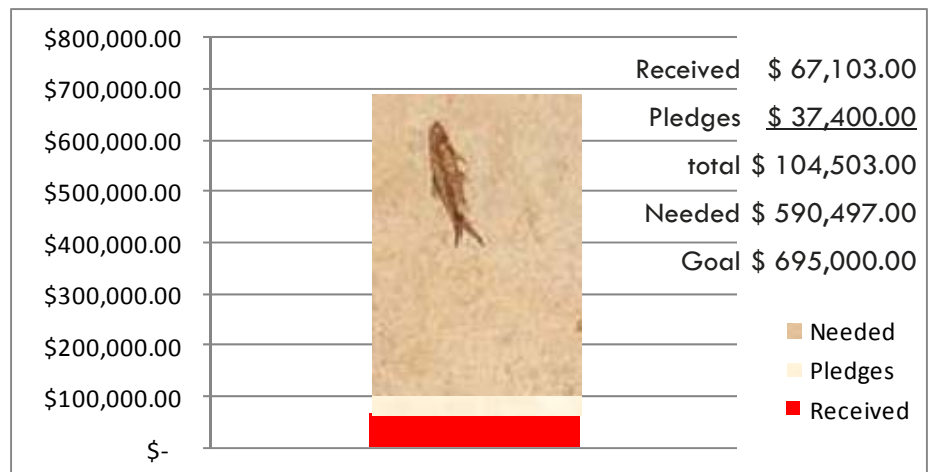 $800,000.00
$700,000.00
$600,000.00
$500,000.00
$400,000.00
$300,000.00
$200,000.00
$100,000.00
$-
Received $ 67,103.00
Pledges $ 37,400.00
total $ 104,503.00
Needed $ 590,497.00
Goal $ 695,000.00
Needed
Pledges
Received